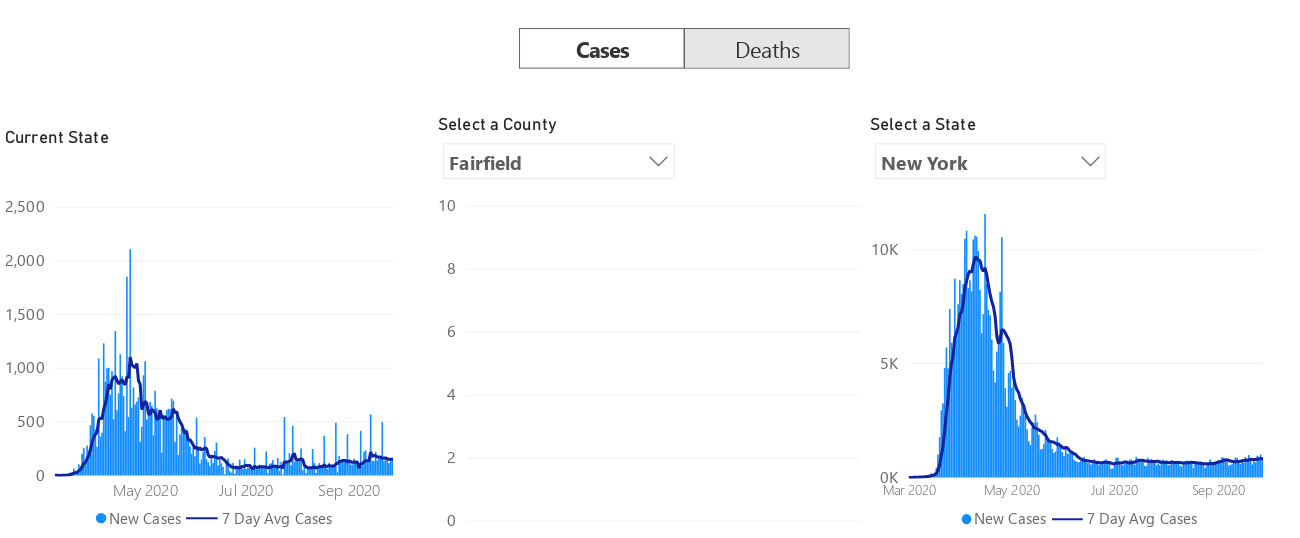 Cases Deaths
Current State
Select a County
Select a State
Fairfield
New York
2,500
2,000
1,500
1,000
500
0
May 2020 Jul 2020 Sep 2020
New Cases 7 Day Avg Cases
10
8
6
4
2
0
10K
5K
0K
Mar 2020 May 2020 Jul 2020 Sep 2020
New Cases 7 Day Avg Cases